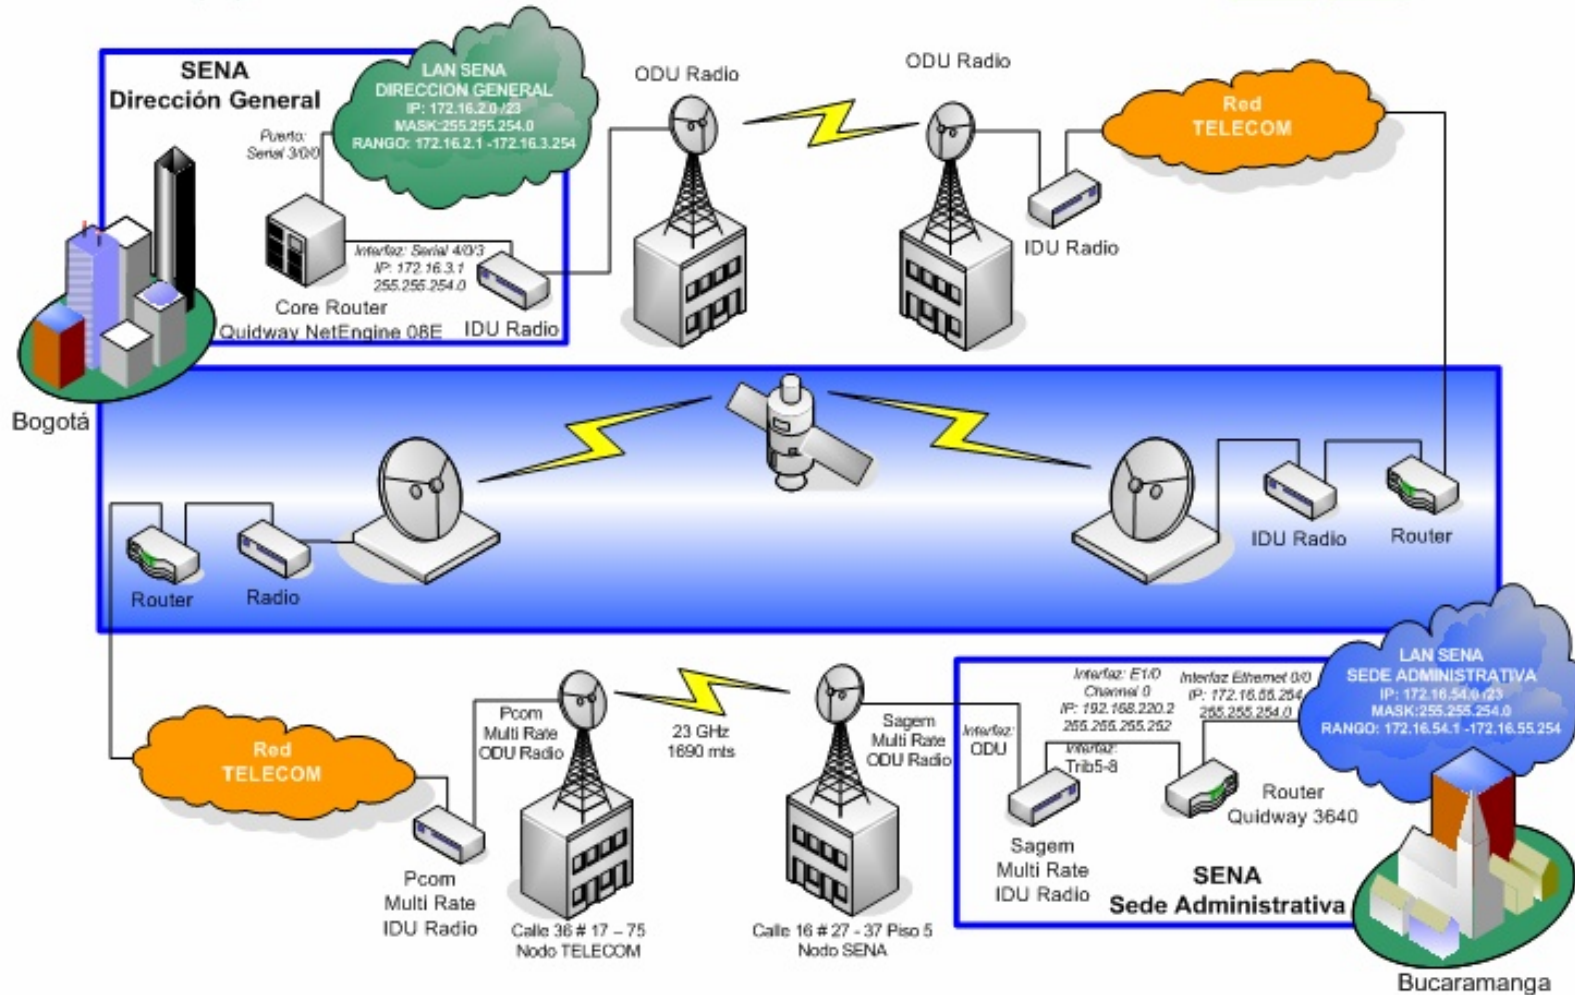 SENA
Dirección General
LAN SENA
DIRECCION GENERAL
IP: 172.16.2.0 /23
MASK:255.255.254.0
RANGO: 172.16.2.1 -172.16.3.254
Puerto:
Serial 3/0/0
Interfaz: Serial 4/0/3
IP: 172.16.3.1
255.255.254.0
Core Router
Quidway NetEngine 08E
IDU Radio
ODU Radio
ODU Radio
IDU Radio
Red
TELECOM
Bogotá
Router
Radio
IDU Radio
Router
Red
TELECOM
Pcom
Multi Rate
IDU Radio
Pcom
Multi Rate
ODU Radio
Calle 36 # 17 – 75
Nodo TELECOM
23 GHz
1690 mts
Sagem
Multi Rate
ODU Radio
Calle 16 # 27 - 37 Piso 5
Nodo SENA
Interfaz:
ODU
Interfaz: E1/0
Channel 0
IP: 192.168.220.2
255.255.255.252
Interfaz:
Trib5-8
Interfaz Ethernet 0/0
IP: 172.16.55.254
255.255.254.0
Sagem
Multi Rate
IDU Radio
Router
Quidway 3640
SENA
Sede Administrativa
LAN SENA
SEDE ADMINISTRATIVA
IP: 172.16.54.0 /23
MASK:255.255.254.0
RANGO: 172.16.54.1 -172.16.55.254
Bucaramanga